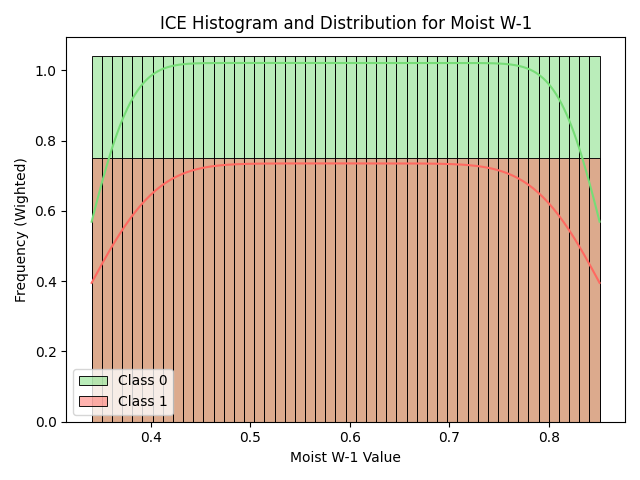 ICE Histogram and Distribution for Moist W-1
Frequency (Wighted)
1.0
0.8
0.6
0.4
0.2
0.0
Class 0
Class 1
0.4 0.5 0.6 0.7 0.8
Moist W-1 Value